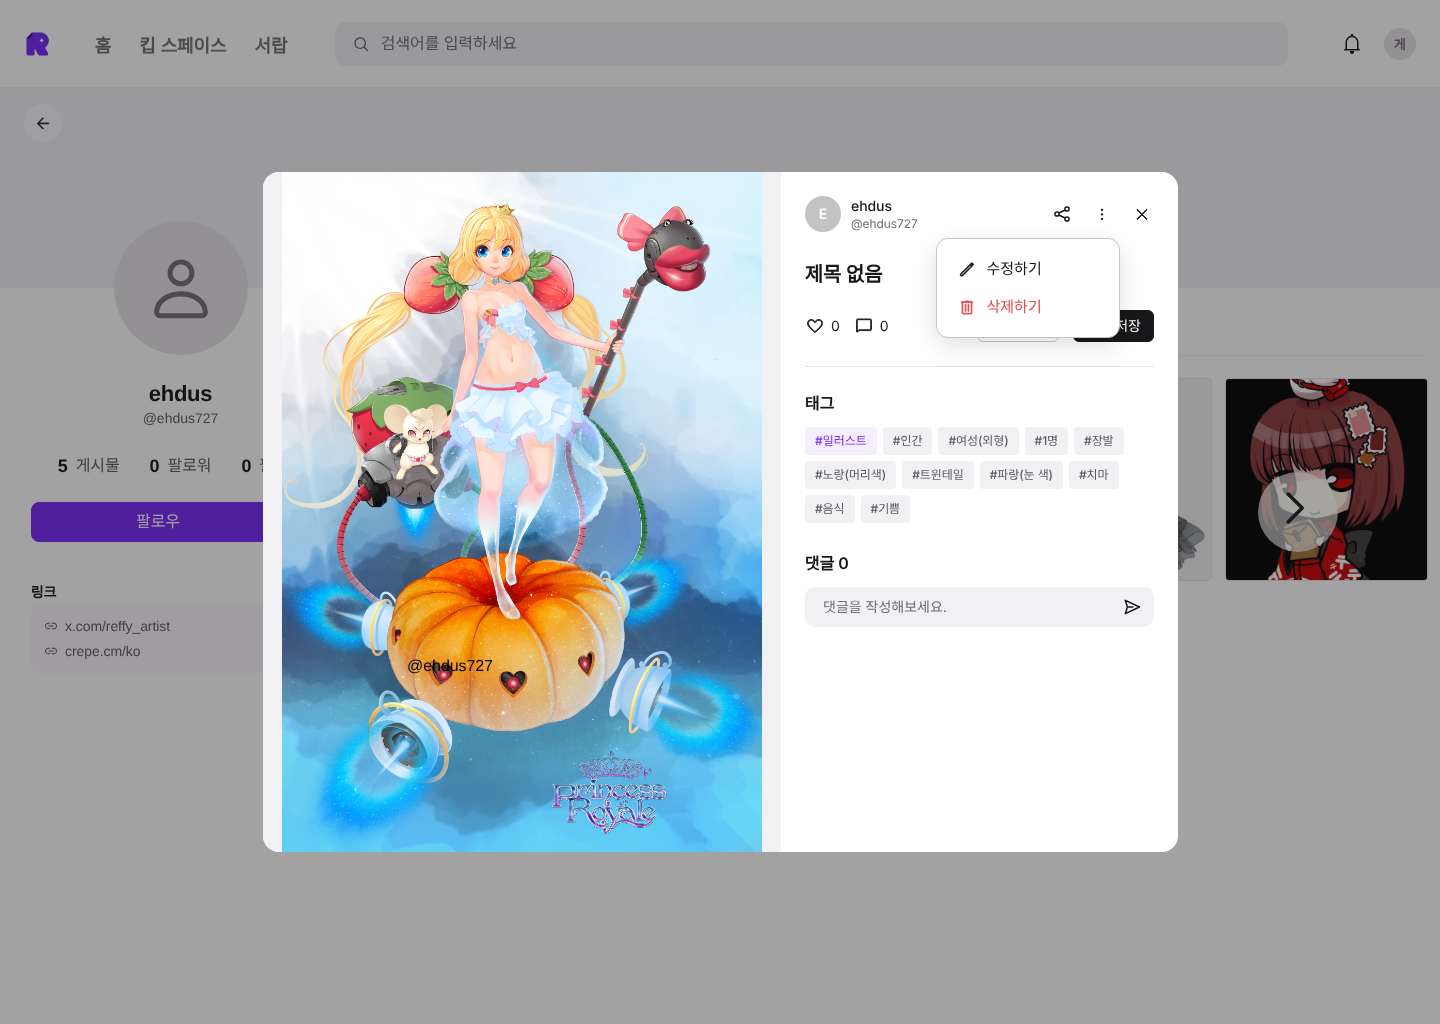 홈 킵 스페이스 서랍 검색어를 입력하세요 게
ehdus
@ehdus727
5 게시물 0 팔로워 0
팔로우
링크
x.com/reffy_artist
crepe.cm/ko
@ehdus727
Princess
Royale
E
ehdus
@ehdus727
수정하기
삭제하기
제목 없음
0 0
저장
태그
#일러스트 #인간 #여성(외형) #1명 #장발
#노랑(머리색) #트윈테일 #파랑(눈 색) #치마
#음식 #기쁨
댓글 0
댓글을 작성해보세요.